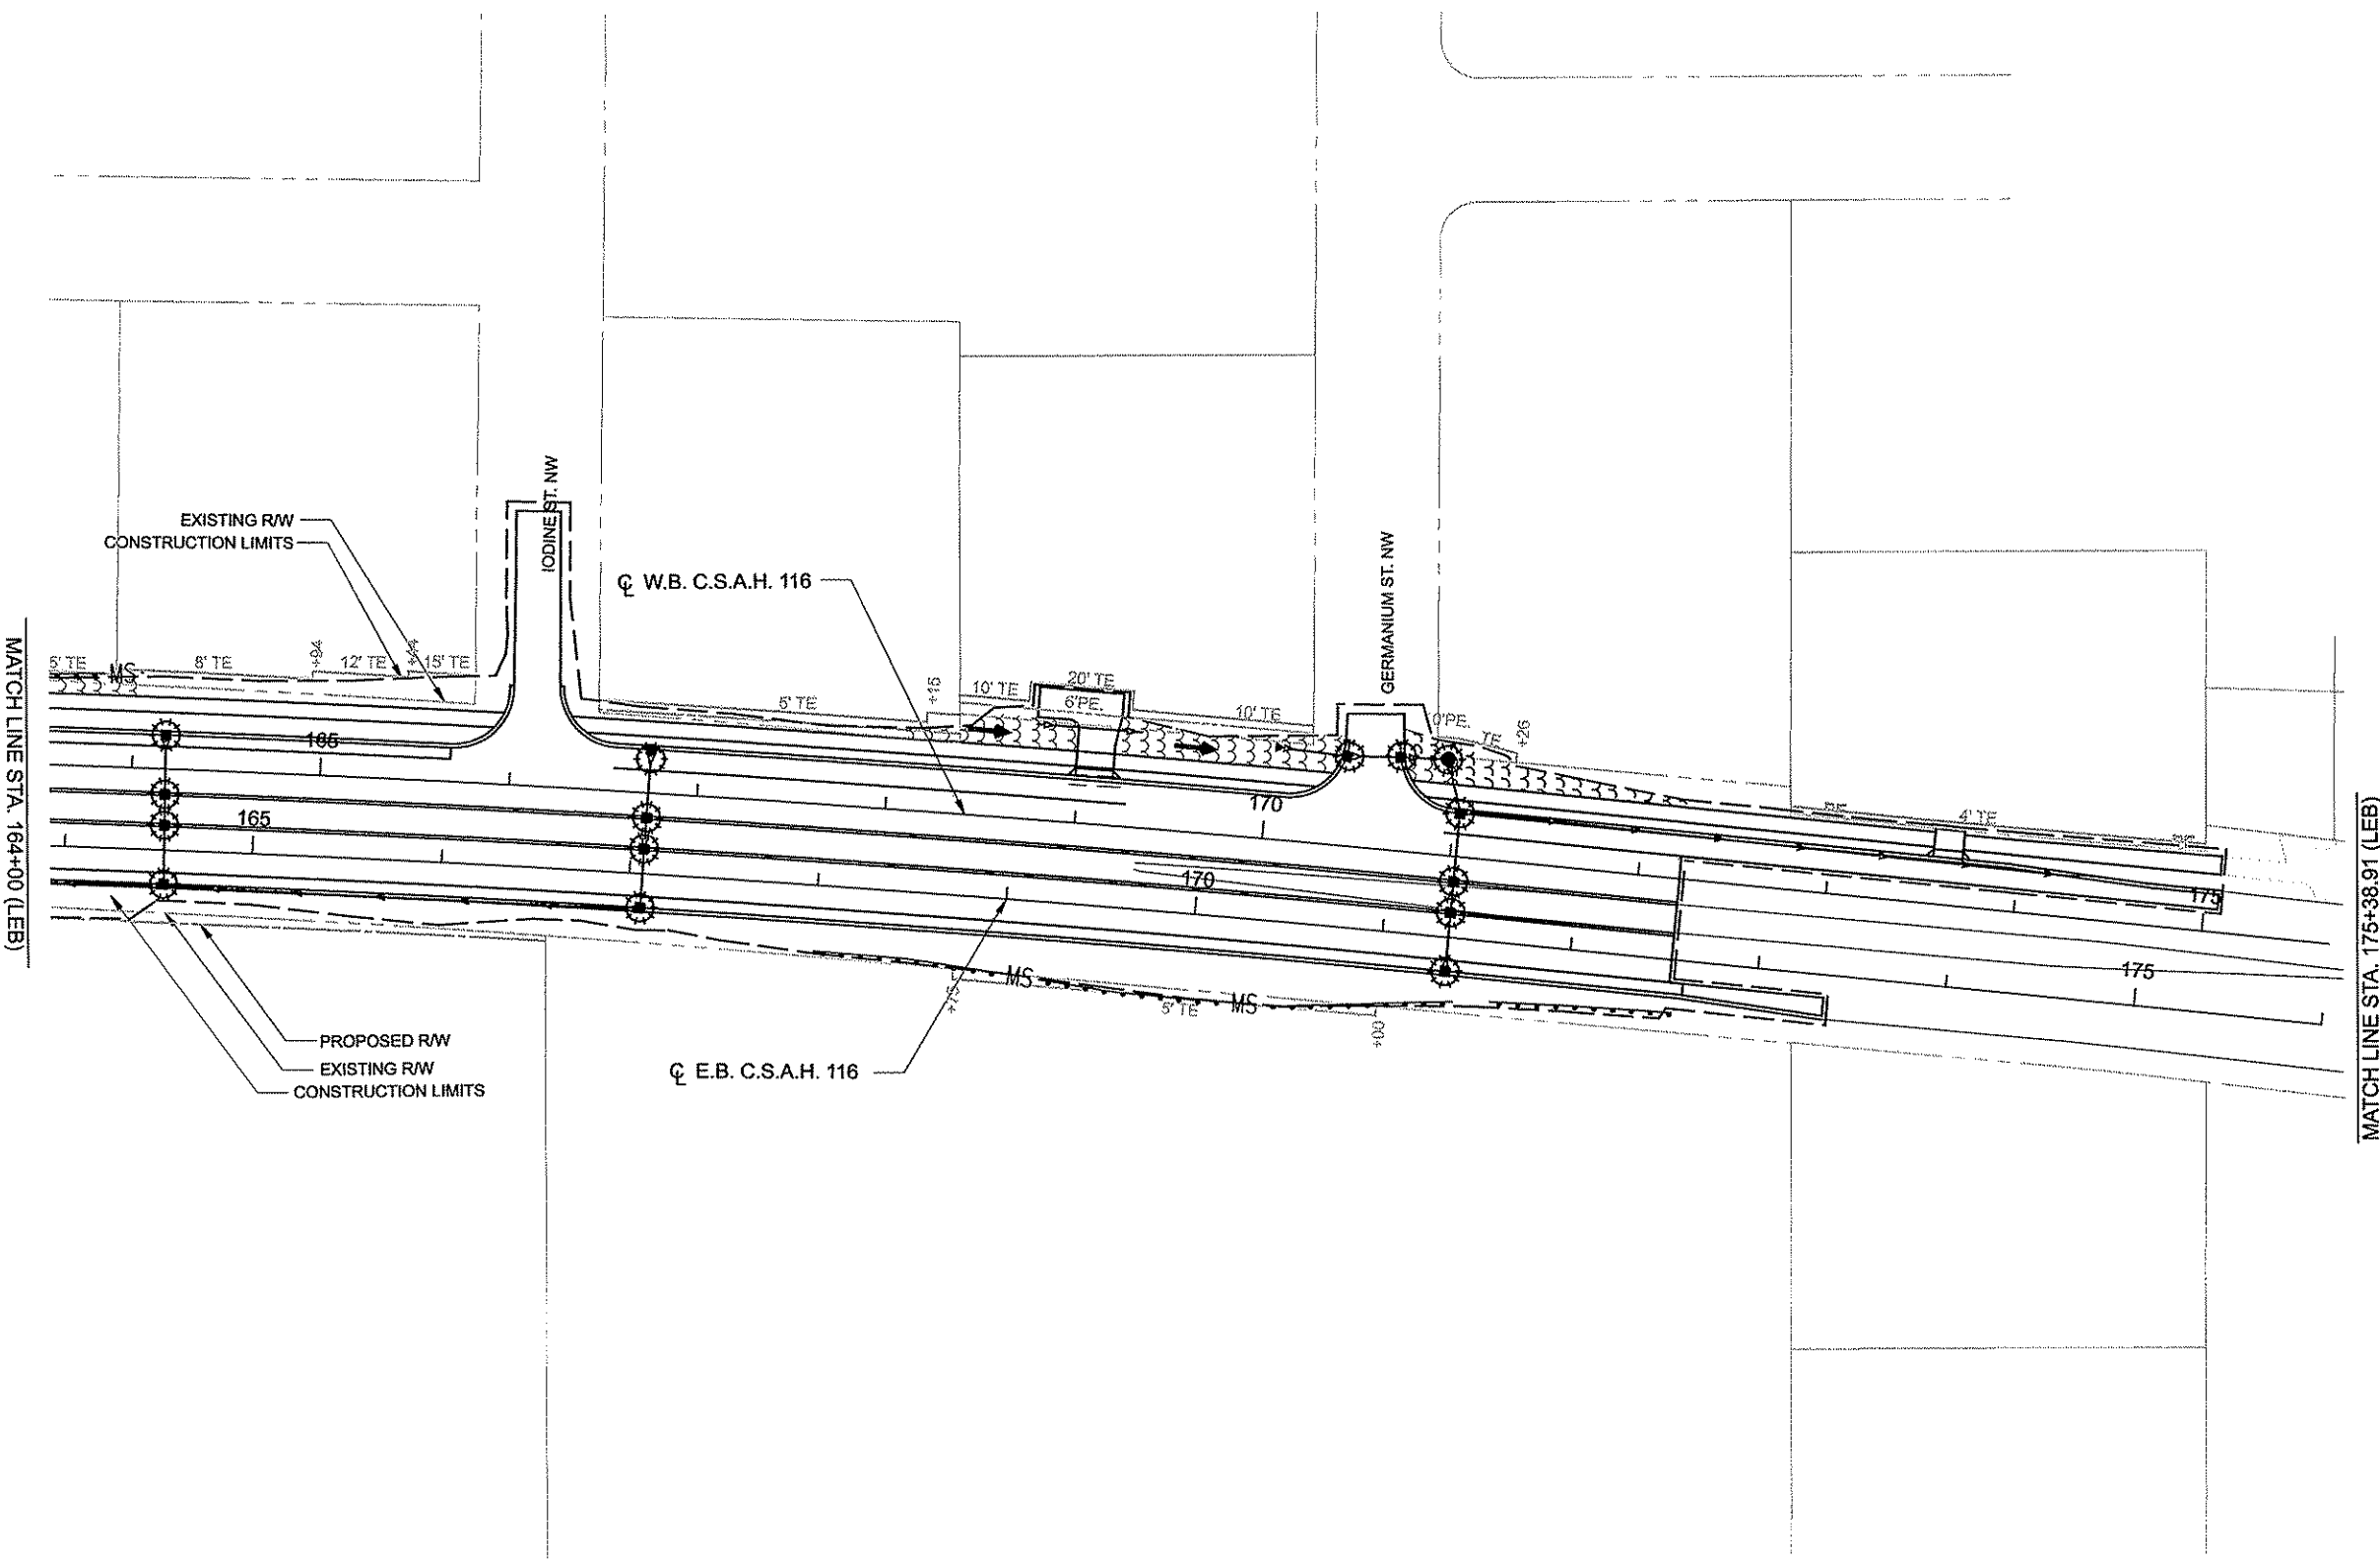 IODINE ST. NW
EXISTING R/W
CONSTRUCTION LIMITS
GERMANIUM ST. NW
℄ W.B. C.S.A.H. 116
MATCH LINE STA. 164+00 (LEB)
5' TE
MS
8' TE
+94
12' TE
+44
15' TE
5' TE
+15
10' TE
20' TE
6'PE.
10' TE
0'PE.
TE
+26
4' TE
165
165
170
170
175
175
MATCH LINE STA. 175+38.91 (LEB)
+75
MS
5' TE
MS
+00
PROPOSED R/W
EXISTING R/W
CONSTRUCTION LIMITS
℄ E.B. C.S.A.H. 116